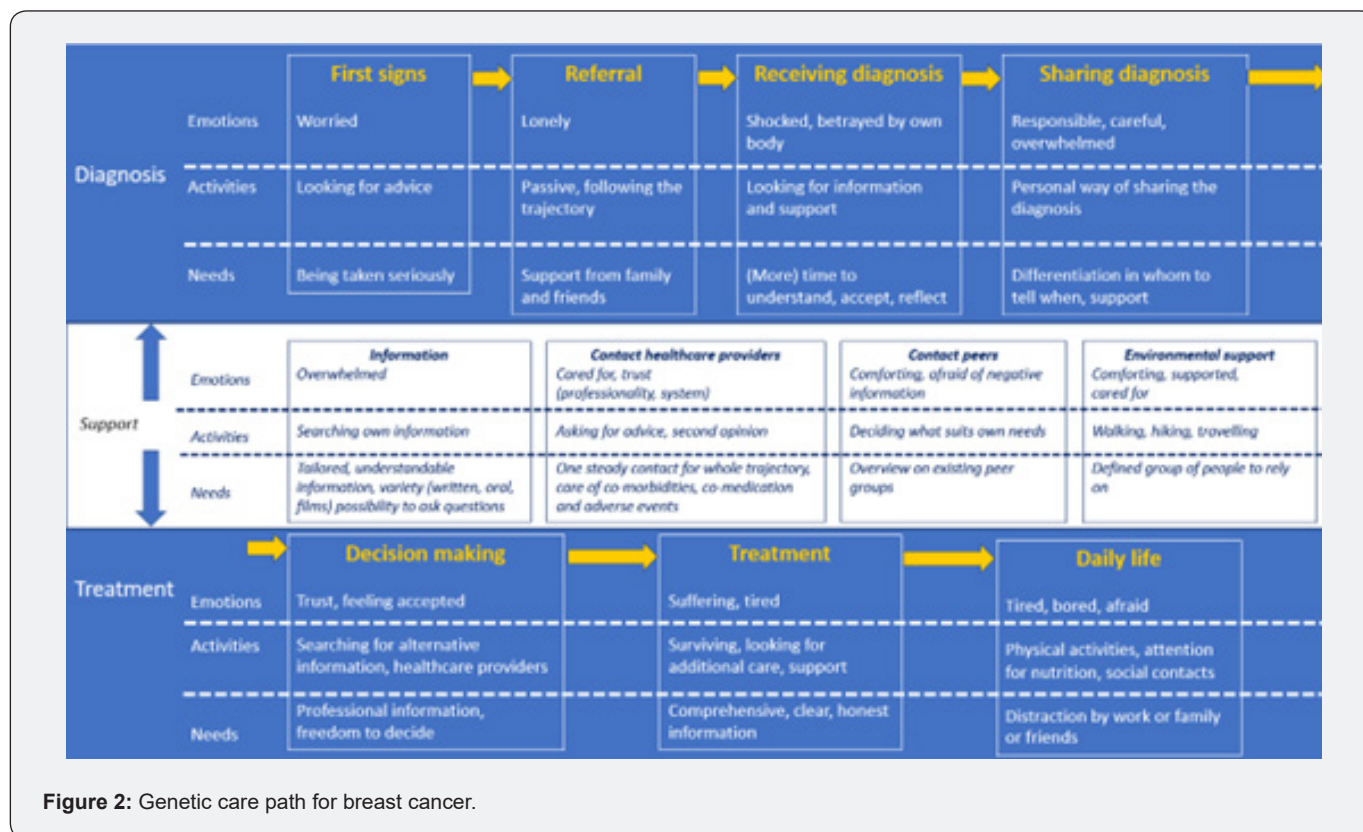 First signs
Referral
Receiving diagnosis
Sharing diagnosis
Diagnosis
Emotions
Worried
Lonely
Shocked, betrayed by own
body
Responsible, careful,
overwhelmed
Activities
Looking for advice
Passive, following the
trajectory
Looking for information
and support
Personal way of sharing the
diagnosis
Needs
Being taken seriously
Support from family
and friends
(More) time to
understand, accept, reflect
Differentiation in whom to
tell when, support
Support
Information
Contact healthcare providers
Contact peers
Environmental support
Emotions
Overwhelmed
Cared for, trust
(professionality, system)
Comforting, afraid of negative
information
Comforting, supported,
cared for
Activities
Searching own information
Asking for advice, second opinion
Deciding what suits own needs
Walking, hiking, travelling
Needs
Tailored, understandable
information, variety (written, oral,
films) possibility to ask questions
One steady contact for whole trajectory,
care of co-morbidities, co-medication
and adverse events
Overview on existing peer
groups
Defined group of people to rely
on
Decision making
Treatment
Daily life
Treatment
Emotions
Trust, feeling accepted
Suffering, tired
Tired, bored, afraid
Activities
Searching for alternative
information, healthcare providers
Surviving, looking for
additional care, support
Physical activities, attention
for nutrition, social contacts
Needs
Professional information,
freedom to decide
Comprehensive, clear, honest
information
Distraction by work or family
or friends
Figure 2: Genetic care path for breast cancer.